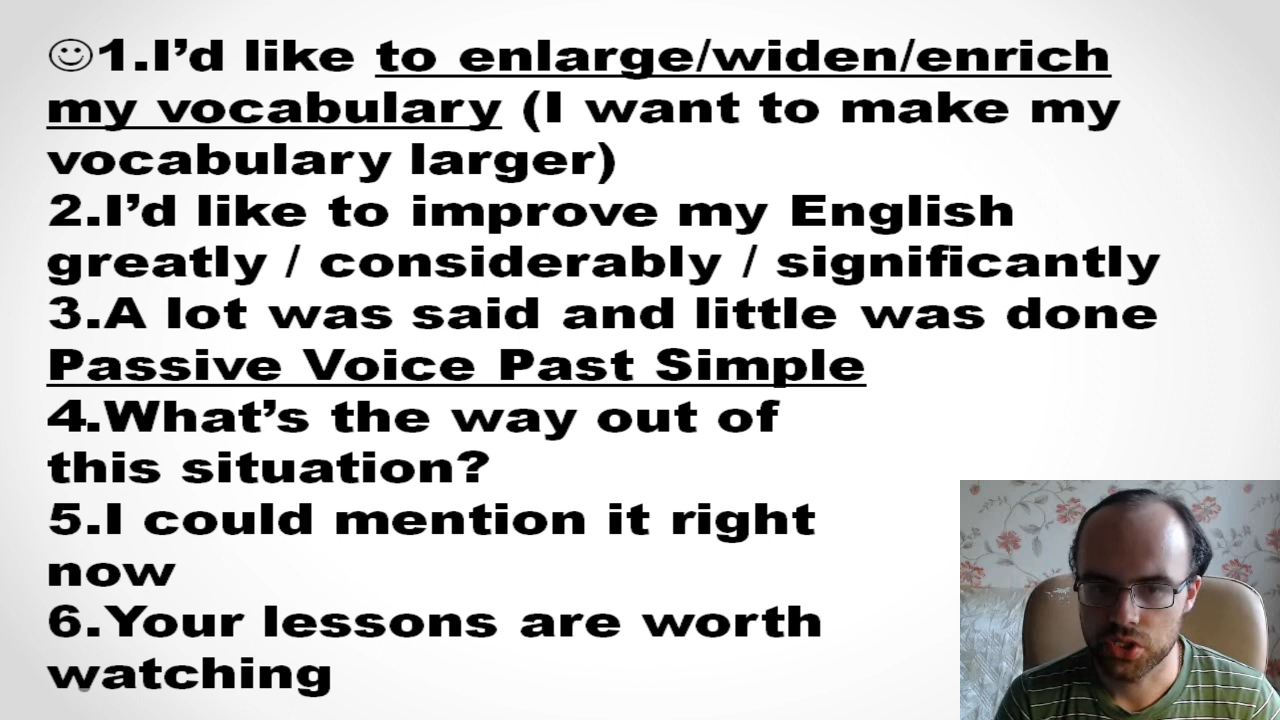 ☺1.I’d like to enlarge/widen/enrich
my vocabulary (I want to make my
vocabulary larger)
2.I’d like to improve my English
greatly / considerably / significantly
3.A lot was said and little was done
Passive Voice Past Simple
4.What’s the way out of
this situation?
5.I could mention it right
now
6.Your lessons are worth
watching